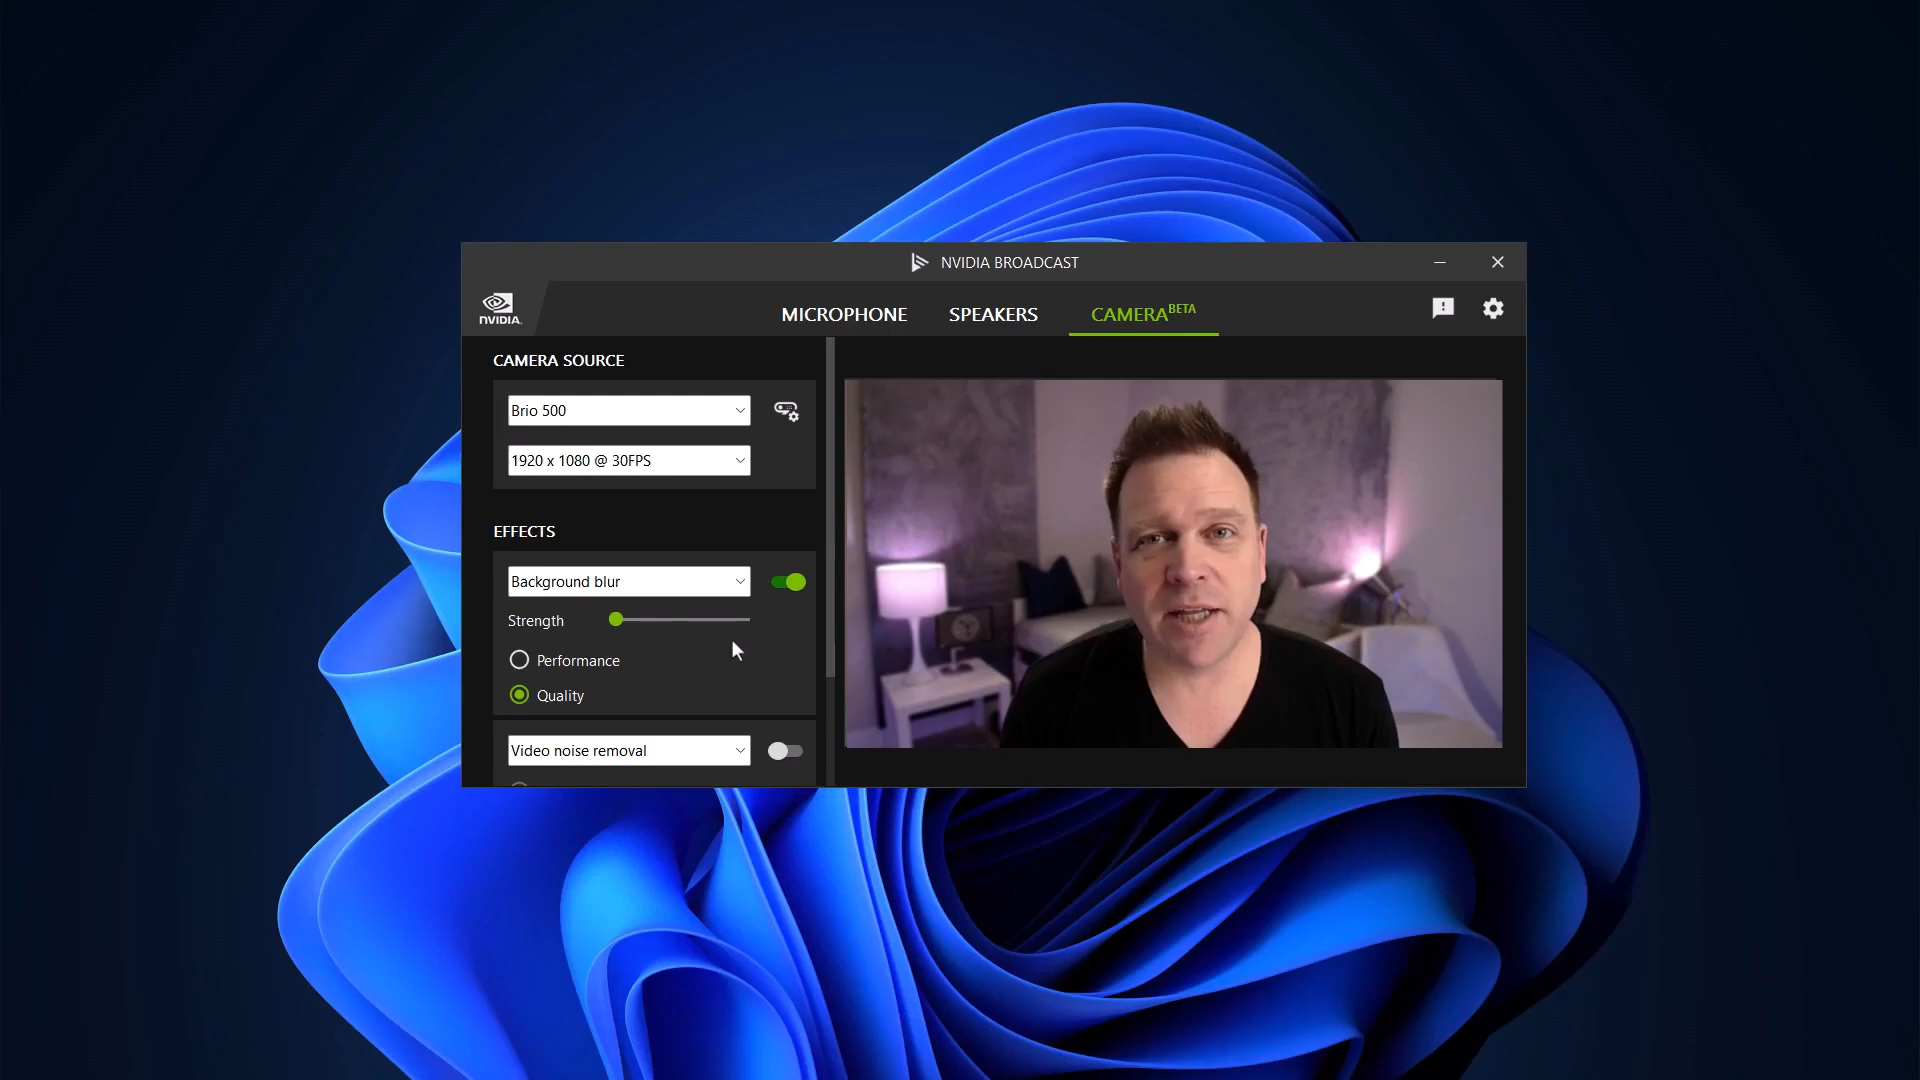 NVIDIA BROADCAST
NVIDIA.
MICROPHONE SPEAKERS CAMERA BETA
CAMERA SOURCE
Brio 500
1920 x 1080 @ 30FPS
EFFECTS
Background blur
Strength
Performance
Quality
Video noise removal